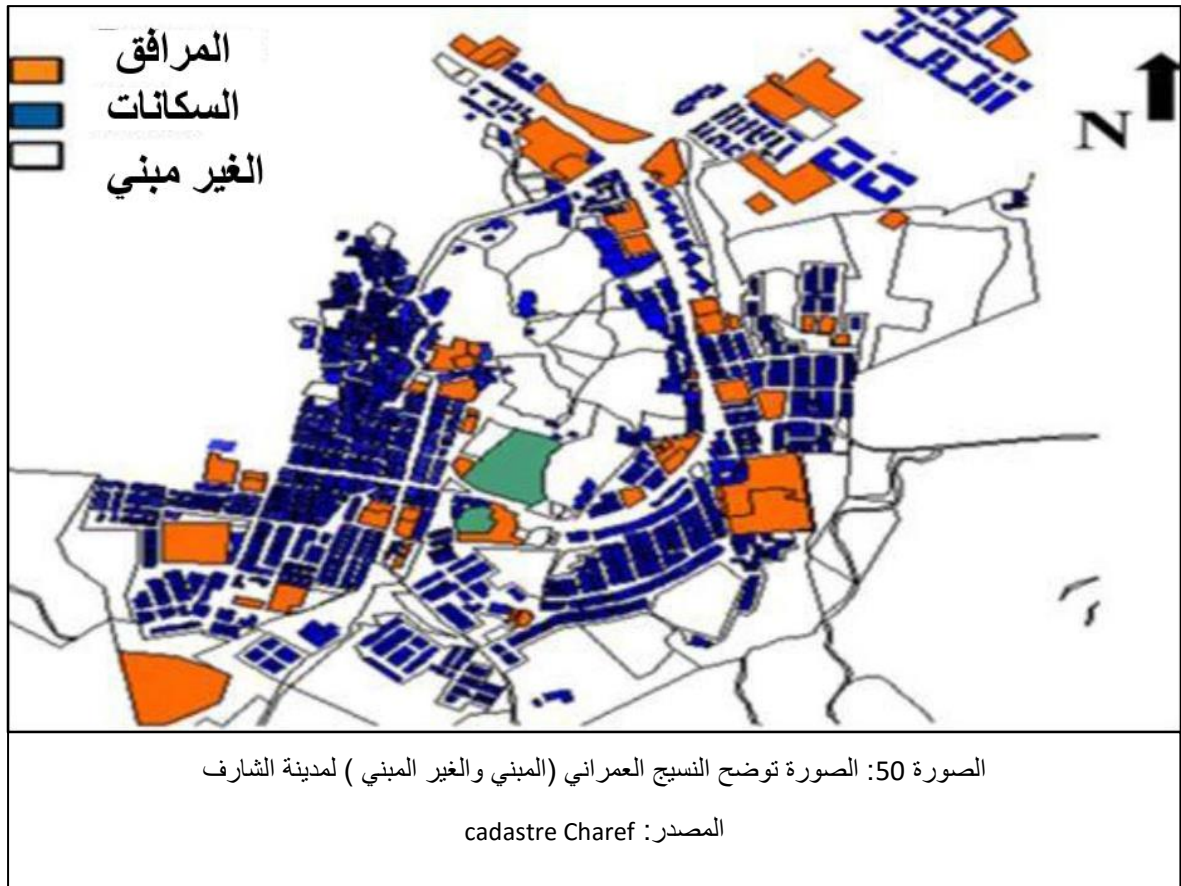 المرافق
السكانات
الغير مبني
N
الصورة 50: الصورة توضح النسيج العمراني (المبني والغير المبني ) لمدينة الشارف
المصدر: cadastre Charef